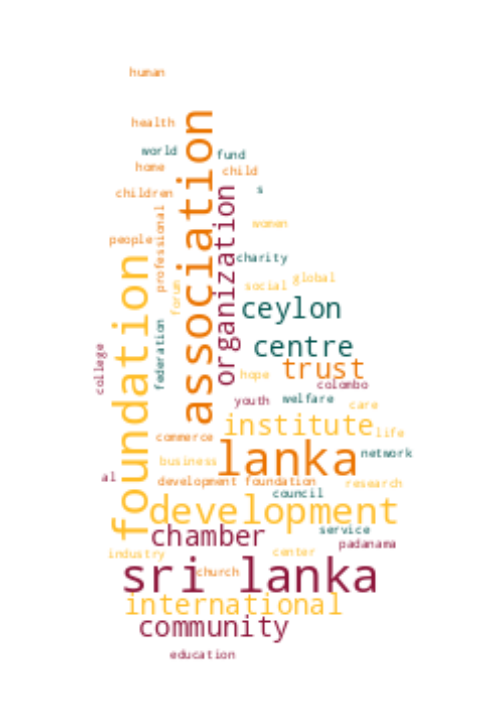 human
health
association
world
fund
home
child
children
s
organization
professional
women
people
charity
foundation
forum
social
global
ceylon
federation
centre
college
trust
hope
colombo
youth
welfare
care
institute
life
commerce
lanka
network
business
al
development foundation
research
council
development
chamber
service
padanama
industry
center
sri lanka
church
international
community
education